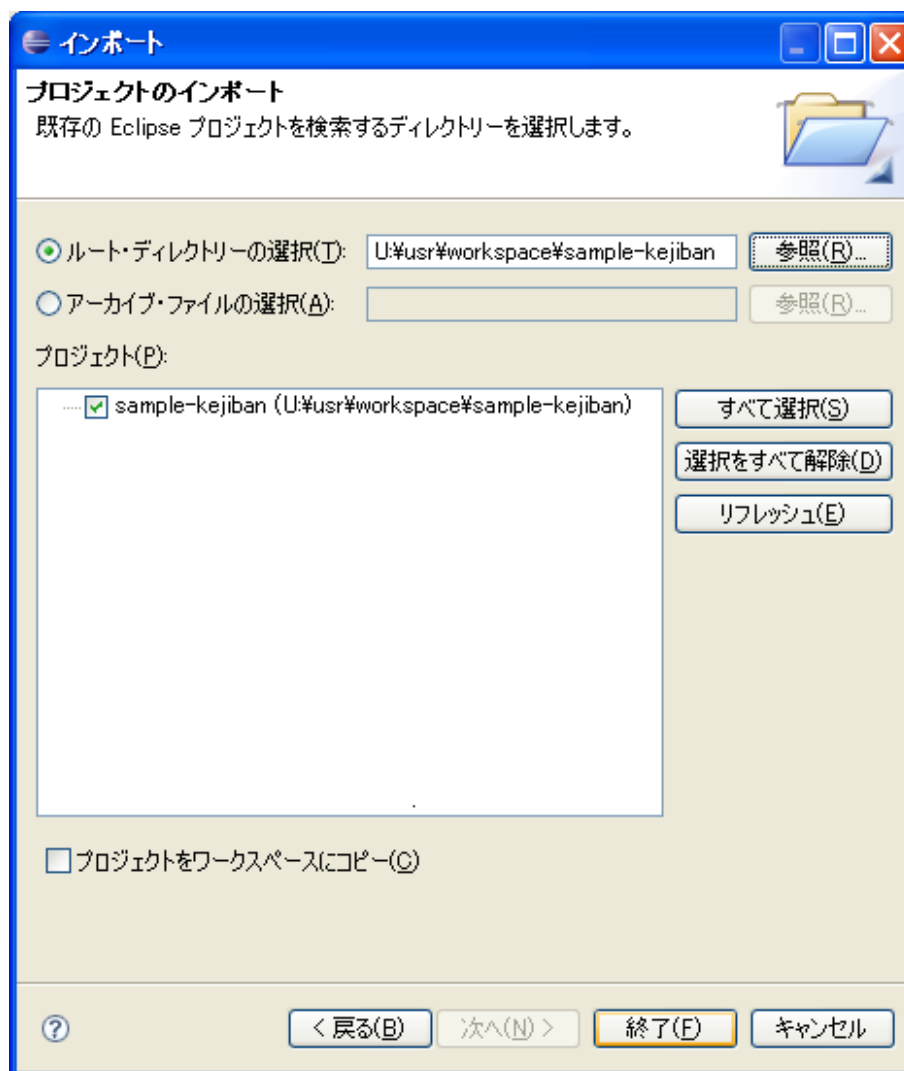 インポート
プロジェクトのインポート
既存の Eclipse プロジェクトを検索するディレクトリーを選択します。
ルート・ディレクトリーの選択(T): U:¥usr¥workspace¥sample-kejiban 参照(R)...
アーカイブ・ファイルの選択(A): 参照(R)...
プロジェクト(P):
sample-kejiban (U:¥usr¥workspace¥sample-kejiban)
すべて選択(S)
選択をすべて解除(D)
リフレッシュ(E)
プロジェクトをワークスペースにコピー(C)
? < 戻る(B) 次へ(N) > 終了(F) キャンセル